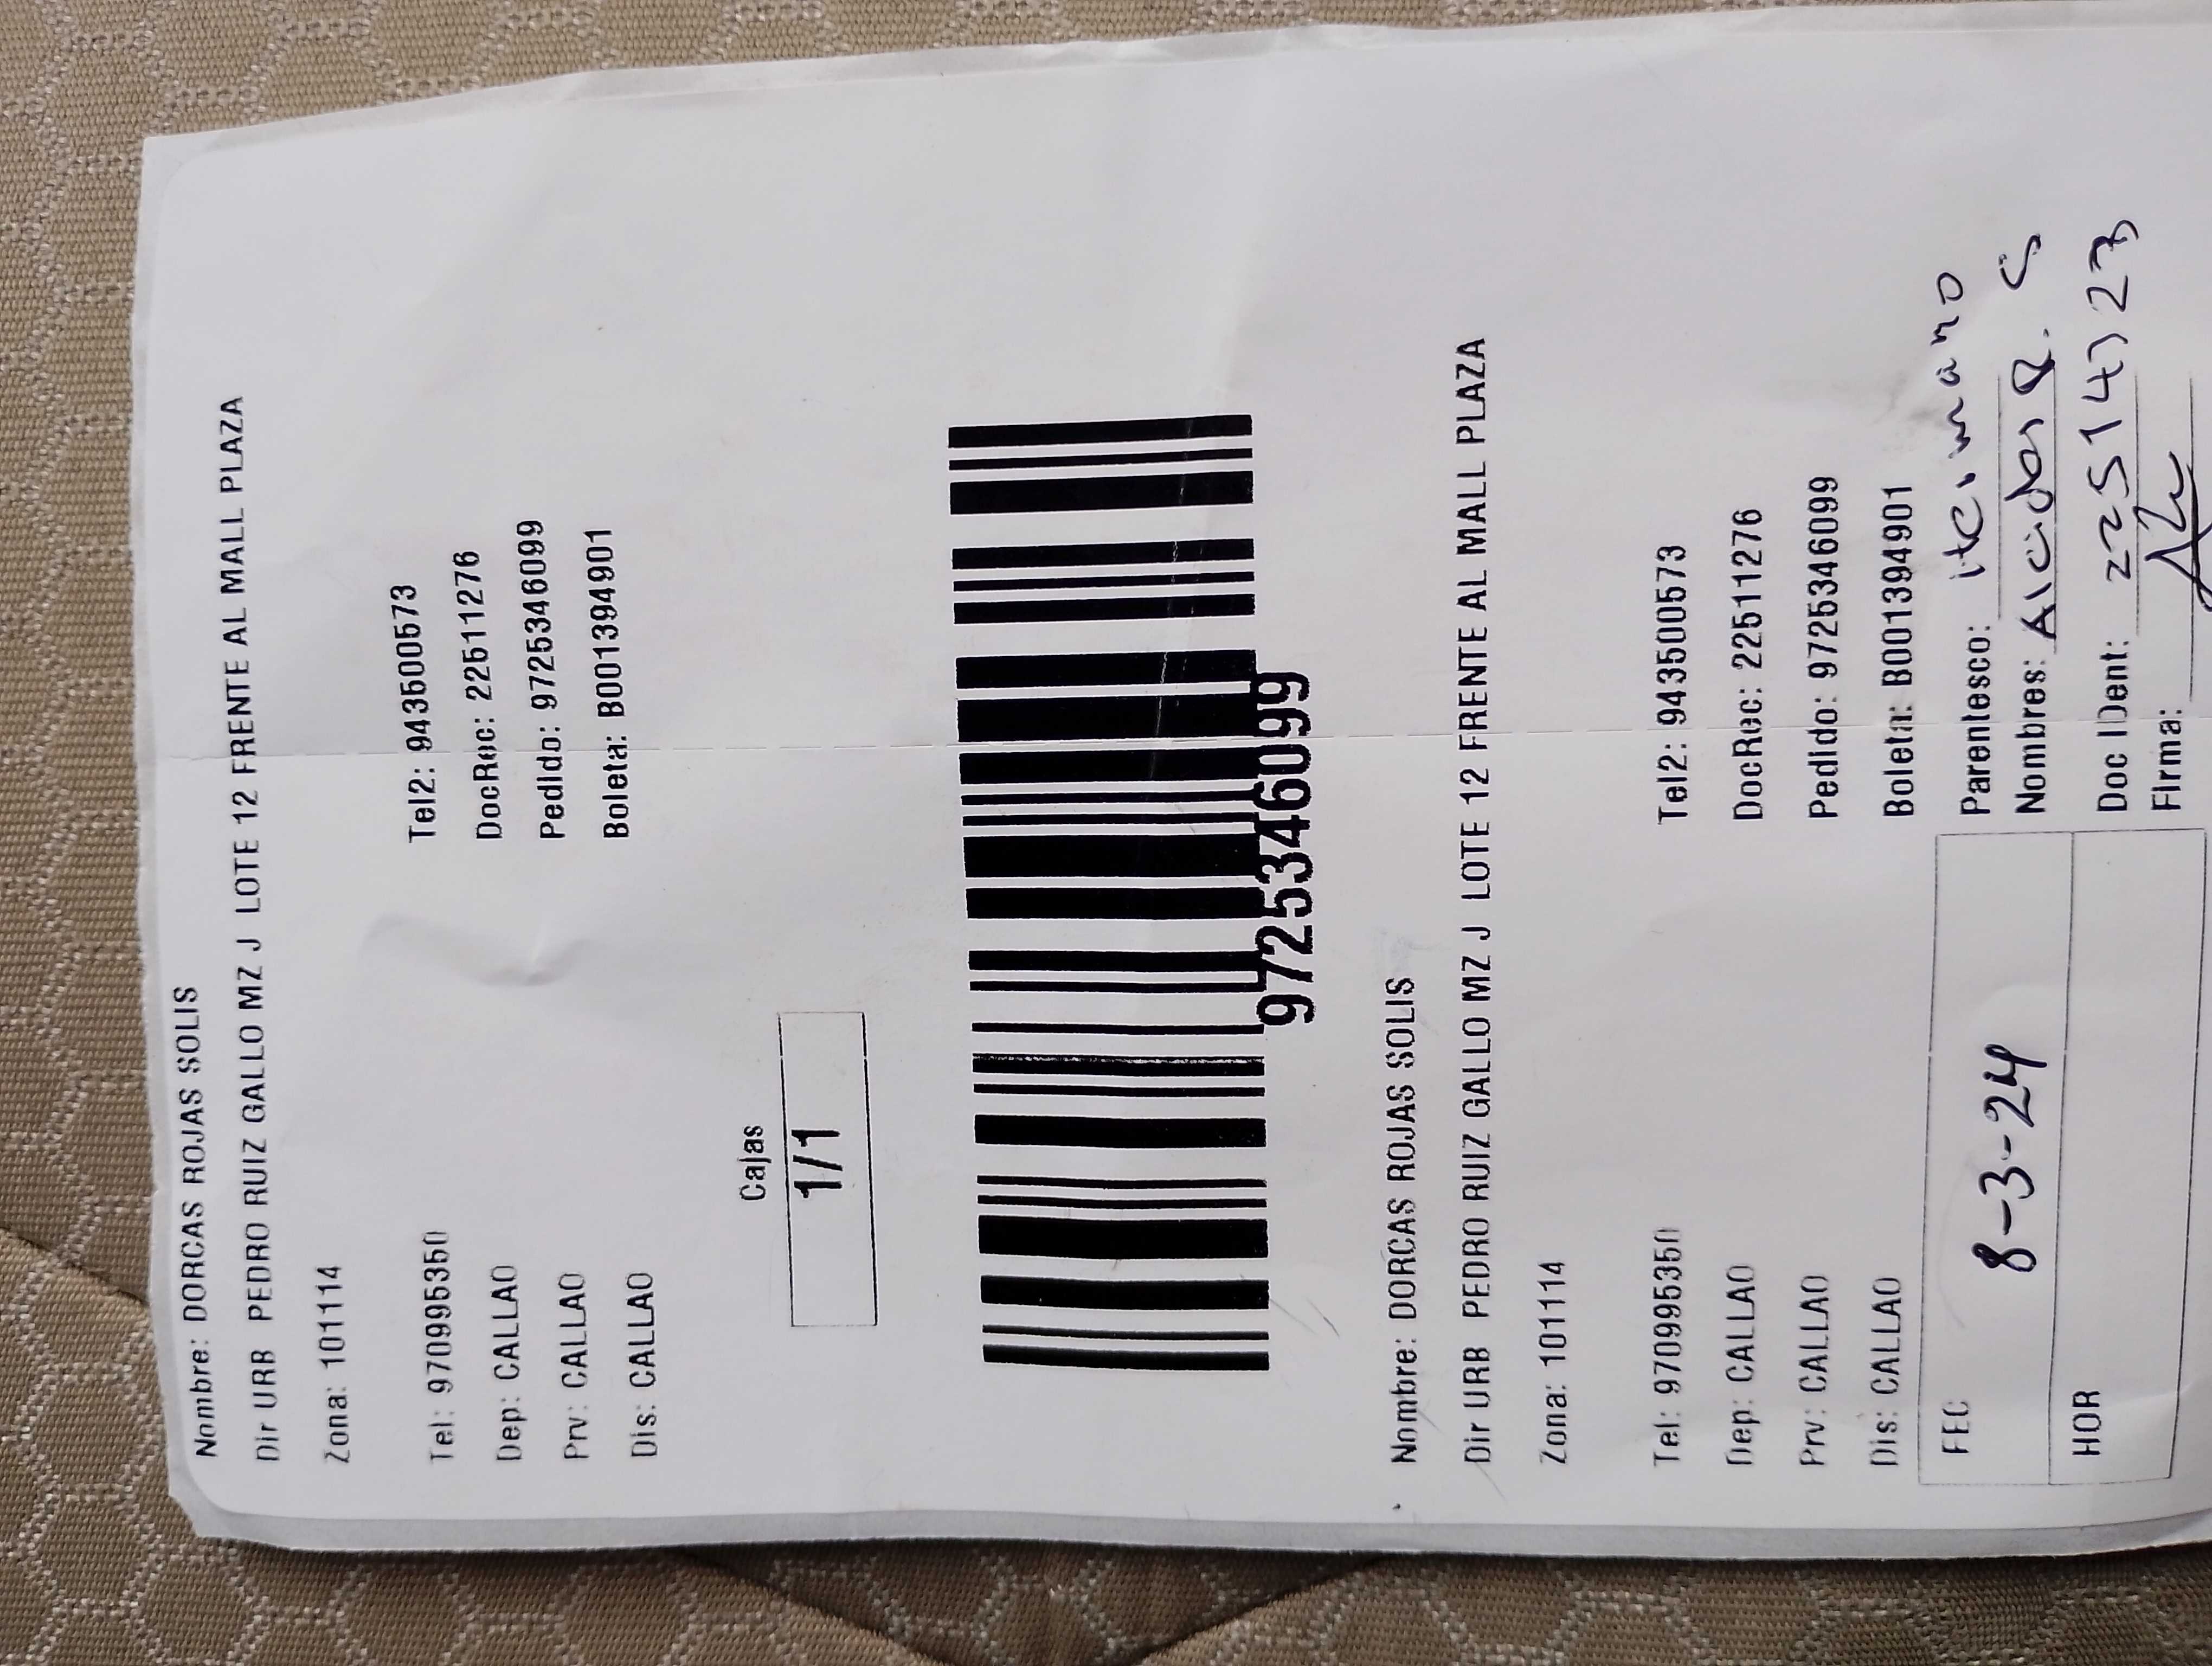 Nombre: DORCAS ROJAS SOLIS
Dir URB PEDRO RUIZ GALLO MZ J LOTE 12 FRENTE AL MALL PLAZA
Zona: 101114
Tel: 970995350 Tel2: 943500573
Dep: CALLAO DocRec: 22511276
Prv: CALLAO Pedido: 9725346099
Dis: CALLAO Boleta: B001394901
Cajas
1/1
9725346099
Nombre: DORCAS ROJAS SOLIS
Dir URB PEDRO RUIZ GALLO MZ J LOTE 12 FRENTE AL MALL PLAZA
Zona: 101114
Tel: 970995350 Tel2: 943500573
Dep: CALLAO DocRec: 22511276
Prv: CALLAO Pedido: 9725346099
Dis: CALLAO Boleta: B001394901
FEC 8-3-24 Parentesco: Hermano
Nombres: Alcides R. S
HOR Doc IDent:
Firma: